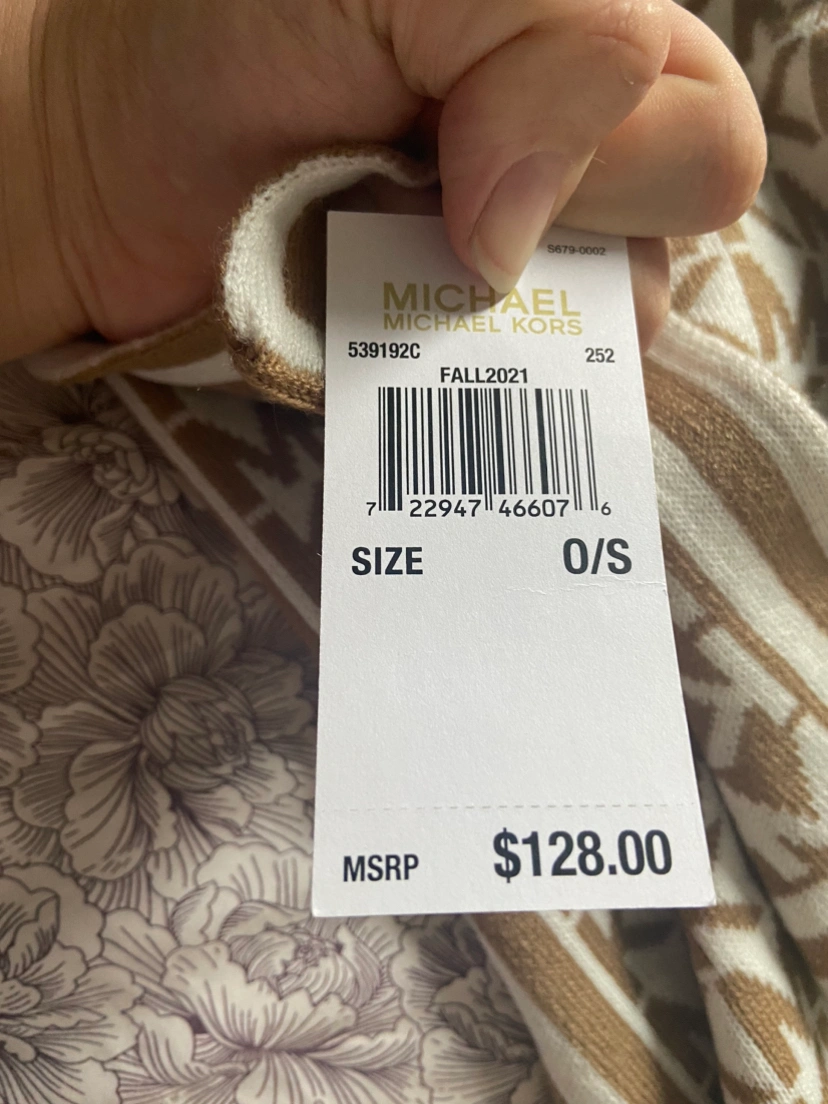 S679-0002
MICHAEL
MICHAEL KORS
539192C 252
FALL2021
7 22947 46607 6
SIZE O/S
MSRP $128.00